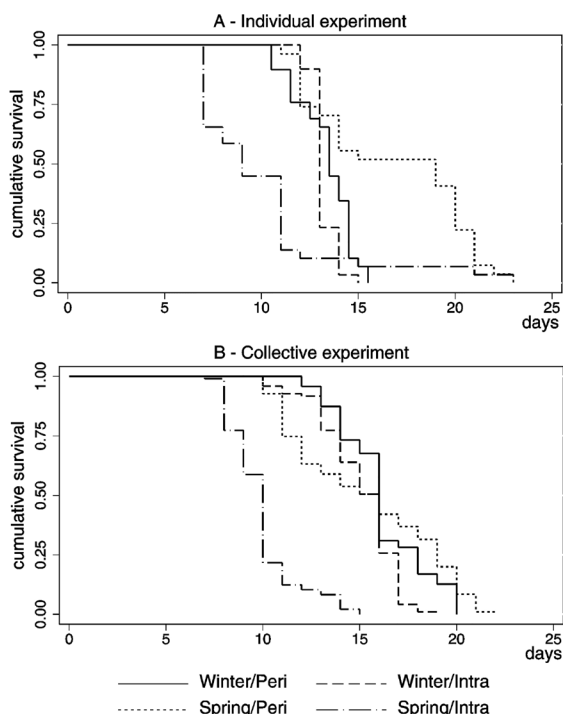 A - Individual experiment
cumulative survival
1.00
0.75
0.50
0.25
0.00
0 5 10 15 20 25
days
B - Collective experiment
cumulative survival
1.00
0.75
0.50
0.25
0.00
0 5 10 15 20 25
days
Winter/Peri Winter/Intra
Spring/Peri Spring/Intra